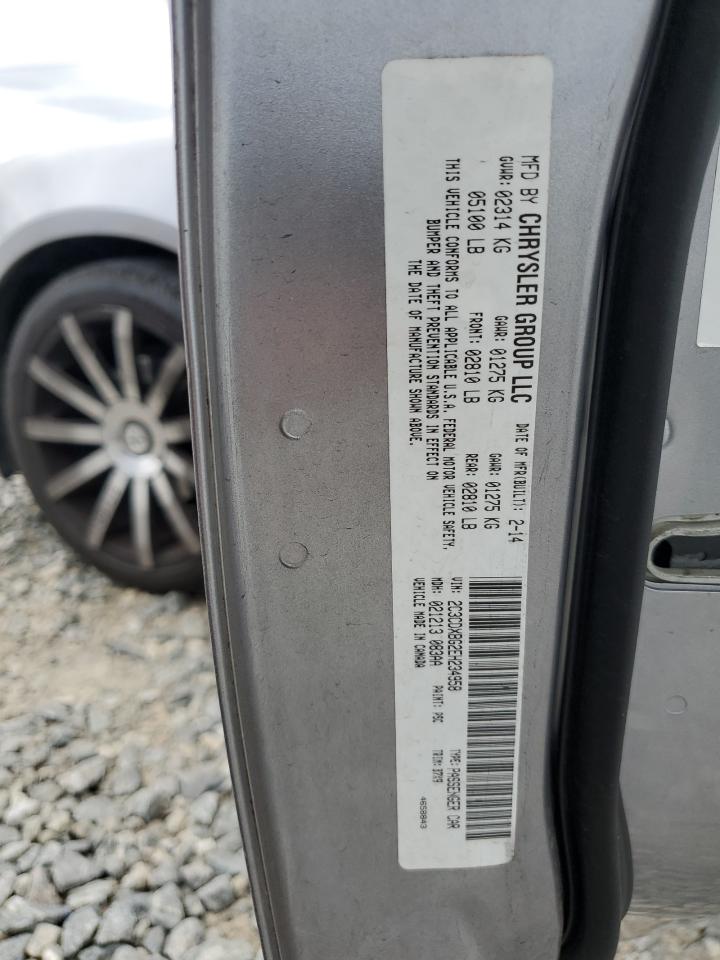 MFD BY CHRYSLER GROUP LLC DATE OF MFR(BUILT): 2-14
GVWR: 02314 KG GAWR: 01275 KG GAWR: 01275 KG
05100 LB FRONT: 02810 LB REAR: 02810 LB
THIS VEHICLE CONFORMS TO ALL APPLICABLE U.S.A. FEDERAL MOTOR VEHICLE SAFETY,
BUMPER AND THEFT PREVENTION STANDARDS IN EFFECT ON
THE DATE OF MANUFACTURE SHOWN ABOVE.
VIN: 2C3CDXBG2EH234958 TYPE: PASSENGER CAR
MDH: 021213 083AA PAINT: PSC TRIM:
VEHICLE MADE IN CANADA 4658843